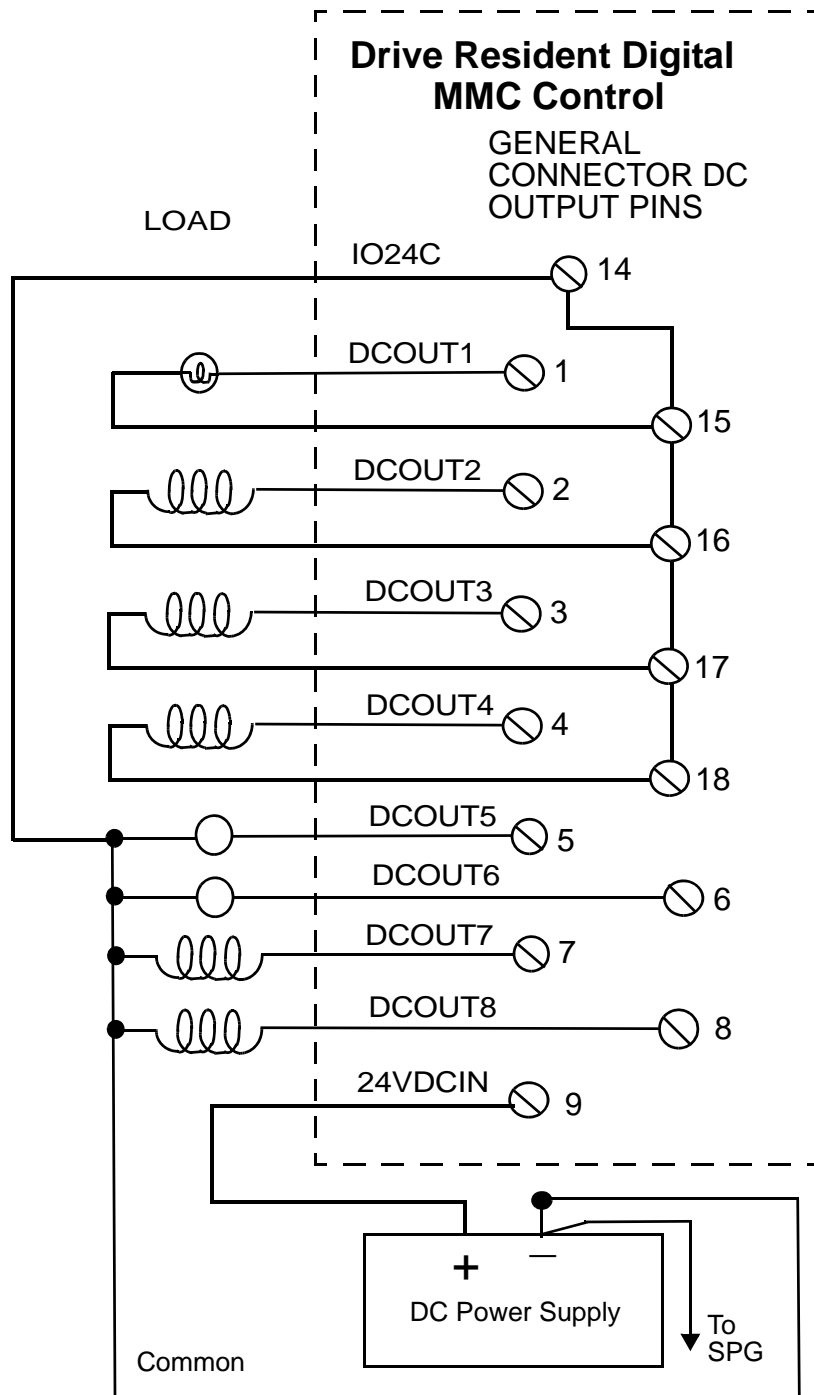 Drive Resident Digital
MMC Control
GENERAL
CONNECTOR DC
OUTPUT PINS
LOAD
IO24C
14
DCOUT1
1
15
DCOUT2
2
16
DCOUT3
3
17
DCOUT4
4
18
DCOUT5
5
DCOUT6
6
DCOUT7
7
DCOUT8
8
24VDCIN
9
+
—
DC Power Supply
To
SPG
Common